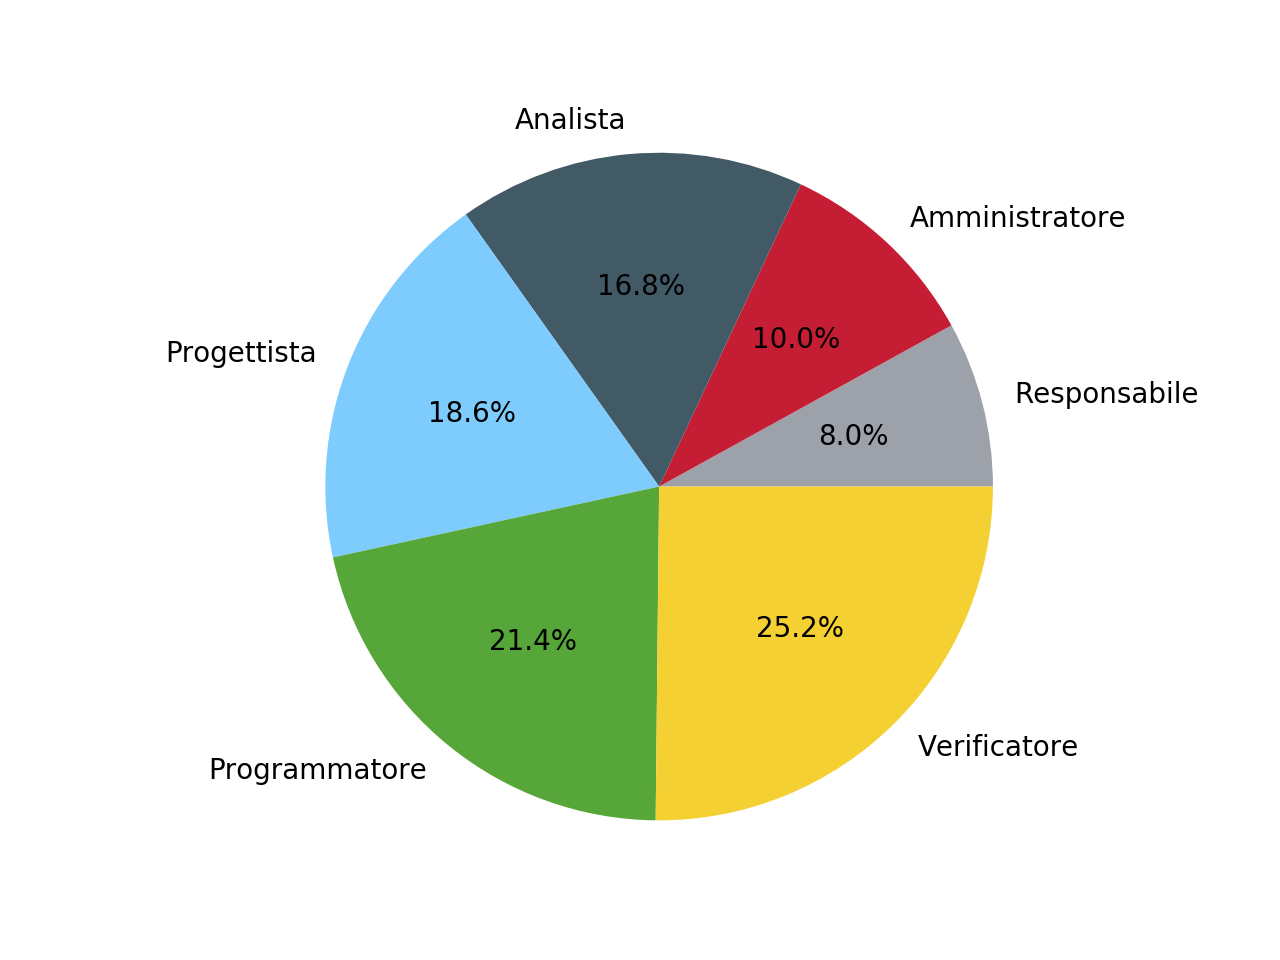 Analista
Amministratore
16.8%
10.0%
Progettista
Responsabile
18.6%
8.0%
21.4%
25.2%
Verificatore
Programmatore